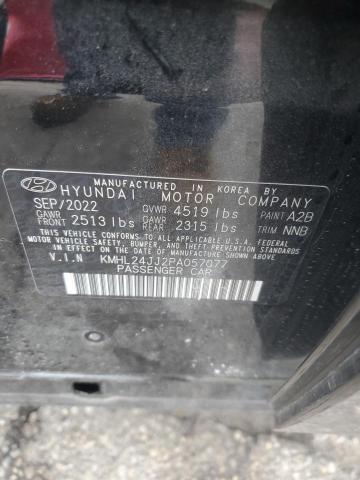 MANUFACTURED IN KOREA BY
HYUNDAI MOTOR COMPANY
SEP/2022 GVWR 4519 lbs PAINT A2B
GAWR FRONT 2513 lbs GAWR REAR 2315 lbs TRIM NNB
THIS VEHICLE CONFORMS TO ALL APPLICABLE U.S.A. FEDERAL
MOTOR VEHICLE SAFETY, BUMPER, AND THEFT PREVENTION
STANDARDS IN EFFECT ON THE DATE OF MANUFACTURE SHOWN ABOVE.
V.I.N KMHL24JJ2PA057077
PASSENGER CAR